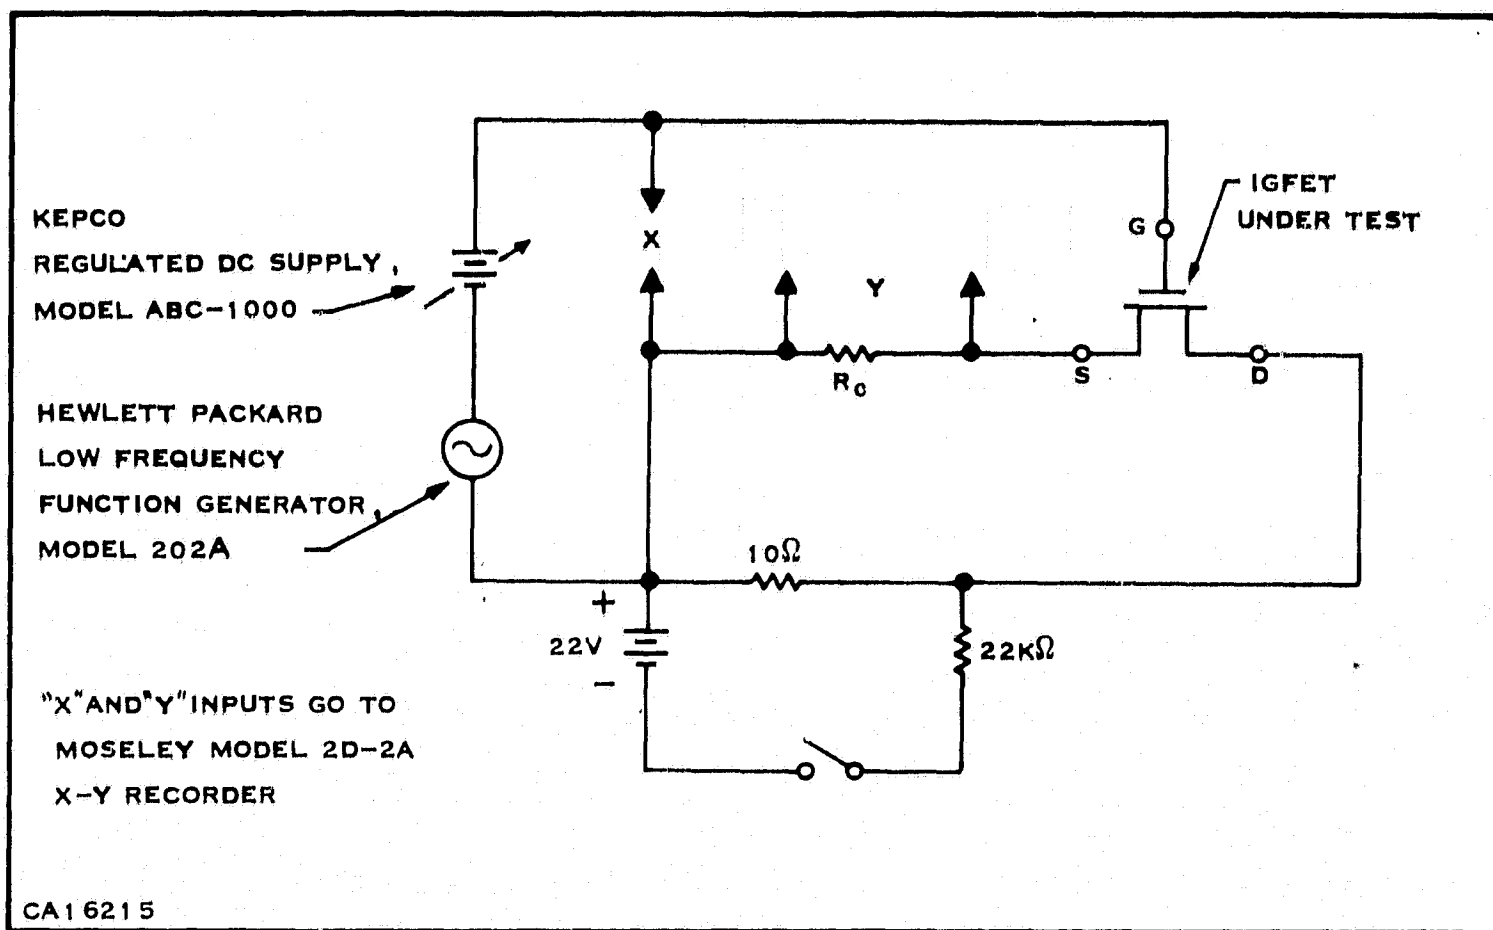 KEPCO
REGULATED DC SUPPLY,
MODEL ABC-1000
HEWLETT PACKARD
LOW FREQUENCY
FUNCTION GENERATOR,
MODEL 202A
X
Y
G
IGFET
UNDER TEST
Rc
S
D
10Ω
+
22V
−
22KΩ
"X" AND "Y" INPUTS GO TO
MOSELEY MODEL 2D-2A
X-Y RECORDER
CA16215